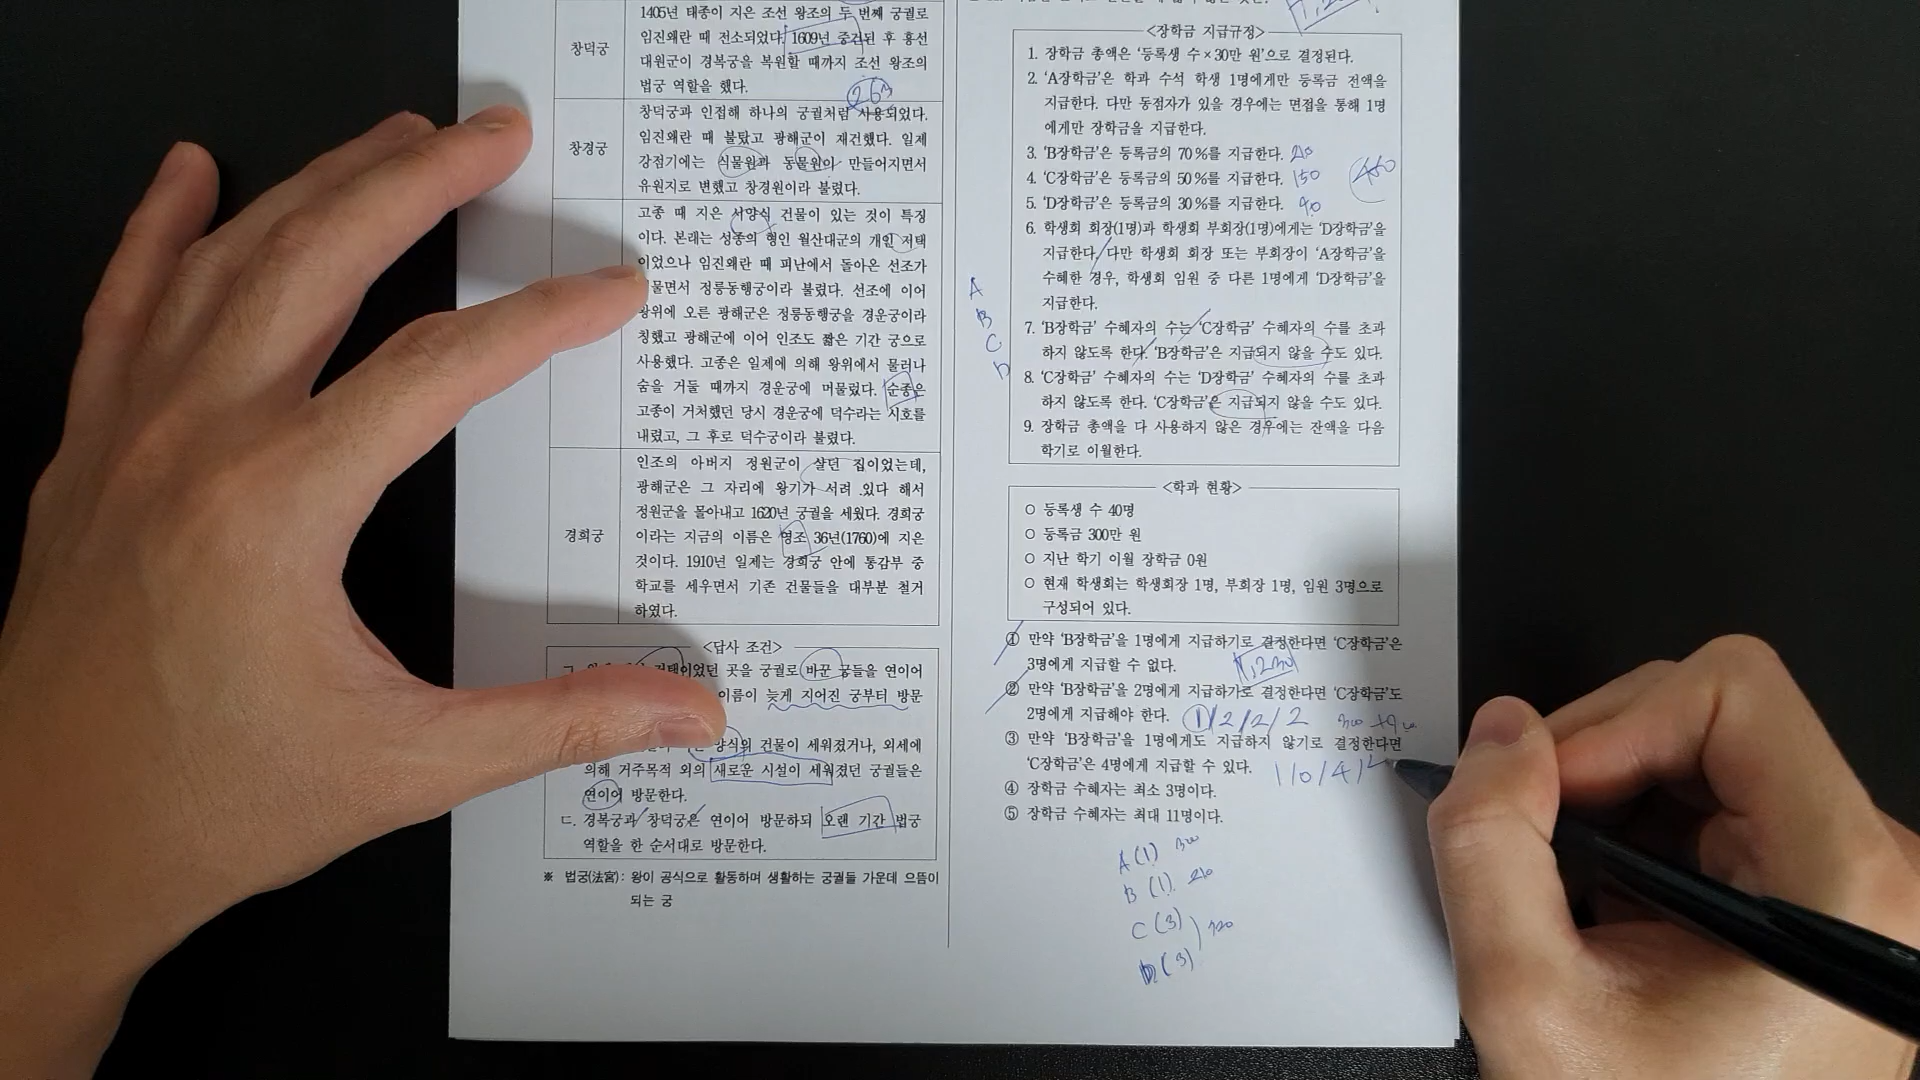 창덕궁
1405년 태종이 지은 조선 왕조의 두 번째 궁궐로
임진왜란 때 전소되었다. 1609년 중건된 후 흥선
대원군이 경복궁을 복원할 때까지 조선 왕조의
법궁 역할을 했다.
263
창경궁
창덕궁과 인접해 하나의 궁궐처럼 사용되었다.
임진왜란 때 불탔고 광해군이 재건했다. 일제
강점기에는 식물원과 동물원이 만들어지면서
유원지로 변했고 창경원이라 불렸다.
고종 때 지은 서양식 건물이 있는 것이 특징
이다. 본래는 성종의 형인 월산대군의 개인 저택
이었으나 임진왜란 때 피난에서 돌아온 선조가
물면서 정릉동행궁이라 불렸다. 선조에 이어
왕위에 오른 광해군은 정릉동행궁을 경운궁이라
칭했고 광해군에 이어 인조도 짧은 기간 궁으로
사용했다. 고종은 일제에 의해 왕위에서 물러나
숨을 거둘 때까지 경운궁에 머물렀다. 순종은
고종이 거처했던 당시 경운궁에 덕수라는 시호를
내렸고, 그 후로 덕수궁이라 불렸다.
경희궁
인조의 아버지 정원군이 살던 집이었는데,
광해군은 그 자리에 왕기가 서려 있다 해서
정원군을 몰아내고 1620년 궁궐을 세웠다. 경희궁
이라는 지금의 이름은 영조 36년(1760)에 지은
것이다. 1910년 일제는 경희궁 안에 통감부 중
학교를 세우면서 기존 건물들을 대부분 철거
하였다.
<답사 조건>
저택이었던 곳을 궁궐로 바꾼 궁들을 연이어
이름이 늦게 지어진 궁부터 방문
양식의 건물이 세워졌거나, 외세에
의해 거주목적 외의 새로운 시설이 세워졌던 궁궐들은
연이어 방문한다.
ㄷ. 경복궁과 창덕궁은 연이어 방문하되 오랜 기간 법궁
역할을 한 순서대로 방문한다.
※ 법궁(法宮): 왕이 공식으로 활동하며 생활하는 궁궐들 가운데 으뜸이
되는 궁
<장학금 지급규정>
1. 장학금 총액은 ‘등록생 수×30만 원’으로 결정된다.
2. ‘A장학금’은 학과 수석 학생 1명에게만 등록금 전액을
지급한다. 다만 동점자가 있을 경우에는 면접을 통해 1명
에게만 장학금을 지급한다.
3. ‘B장학금’은 등록금의 70%를 지급한다. 210
4. ‘C장학금’은 등록금의 50%를 지급한다. 150
450
5. ‘D장학금’은 등록금의 30%를 지급한다. 90
6. 학생회 회장(1명)과 학생회 부회장(1명)에게는 ‘D장학금’을
지급한다. 다만 학생회 회장 또는 부회장이 ‘A장학금’을
수혜한 경우, 학생회 임원 중 다른 1명에게 ‘D장학금’을
지급한다.
A
B
C
D
7. ‘B장학금’ 수혜자의 수는 ‘C장학금’ 수혜자의 수를 초과
하지 않도록 한다. ‘B장학금’은 지급되지 않을 수도 있다.
8. ‘C장학금’ 수혜자의 수는 ‘D장학금’ 수혜자의 수를 초과
하지 않도록 한다. ‘C장학금’은 지급되지 않을 수도 있다.
9. 장학금 총액을 다 사용하지 않은 경우에는 잔액을 다음
학기로 이월한다.
<학과 현황>
○ 등록생 수 40명
○ 등록금 300만 원
○ 지난 학기 이월 장학금 0원
○ 현재 학생회는 학생회장 1명, 부회장 1명, 임원 3명으로
구성되어 있다.
① 만약 ‘B장학금’을 1명에게 지급하기로 결정한다면 ‘C장학금’은
3명에게 지급할 수 없다. 1,230
② 만약 ‘B장학금’을 2명에게 지급하기로 결정한다면 ‘C장학금’도
2명에게 지급해야 한다. 1/2/2/2 300 +9
③ 만약 ‘B장학금’을 1명에게도 지급하지 않기로 결정한다면
‘C장학금’은 4명에게 지급할 수 있다. 1/0/4/
④ 장학금 수혜자는 최소 3명이다.
⑤ 장학금 수혜자는 최대 11명이다.
A (1) 300
B (1) 210
C (3) 720
D (3)